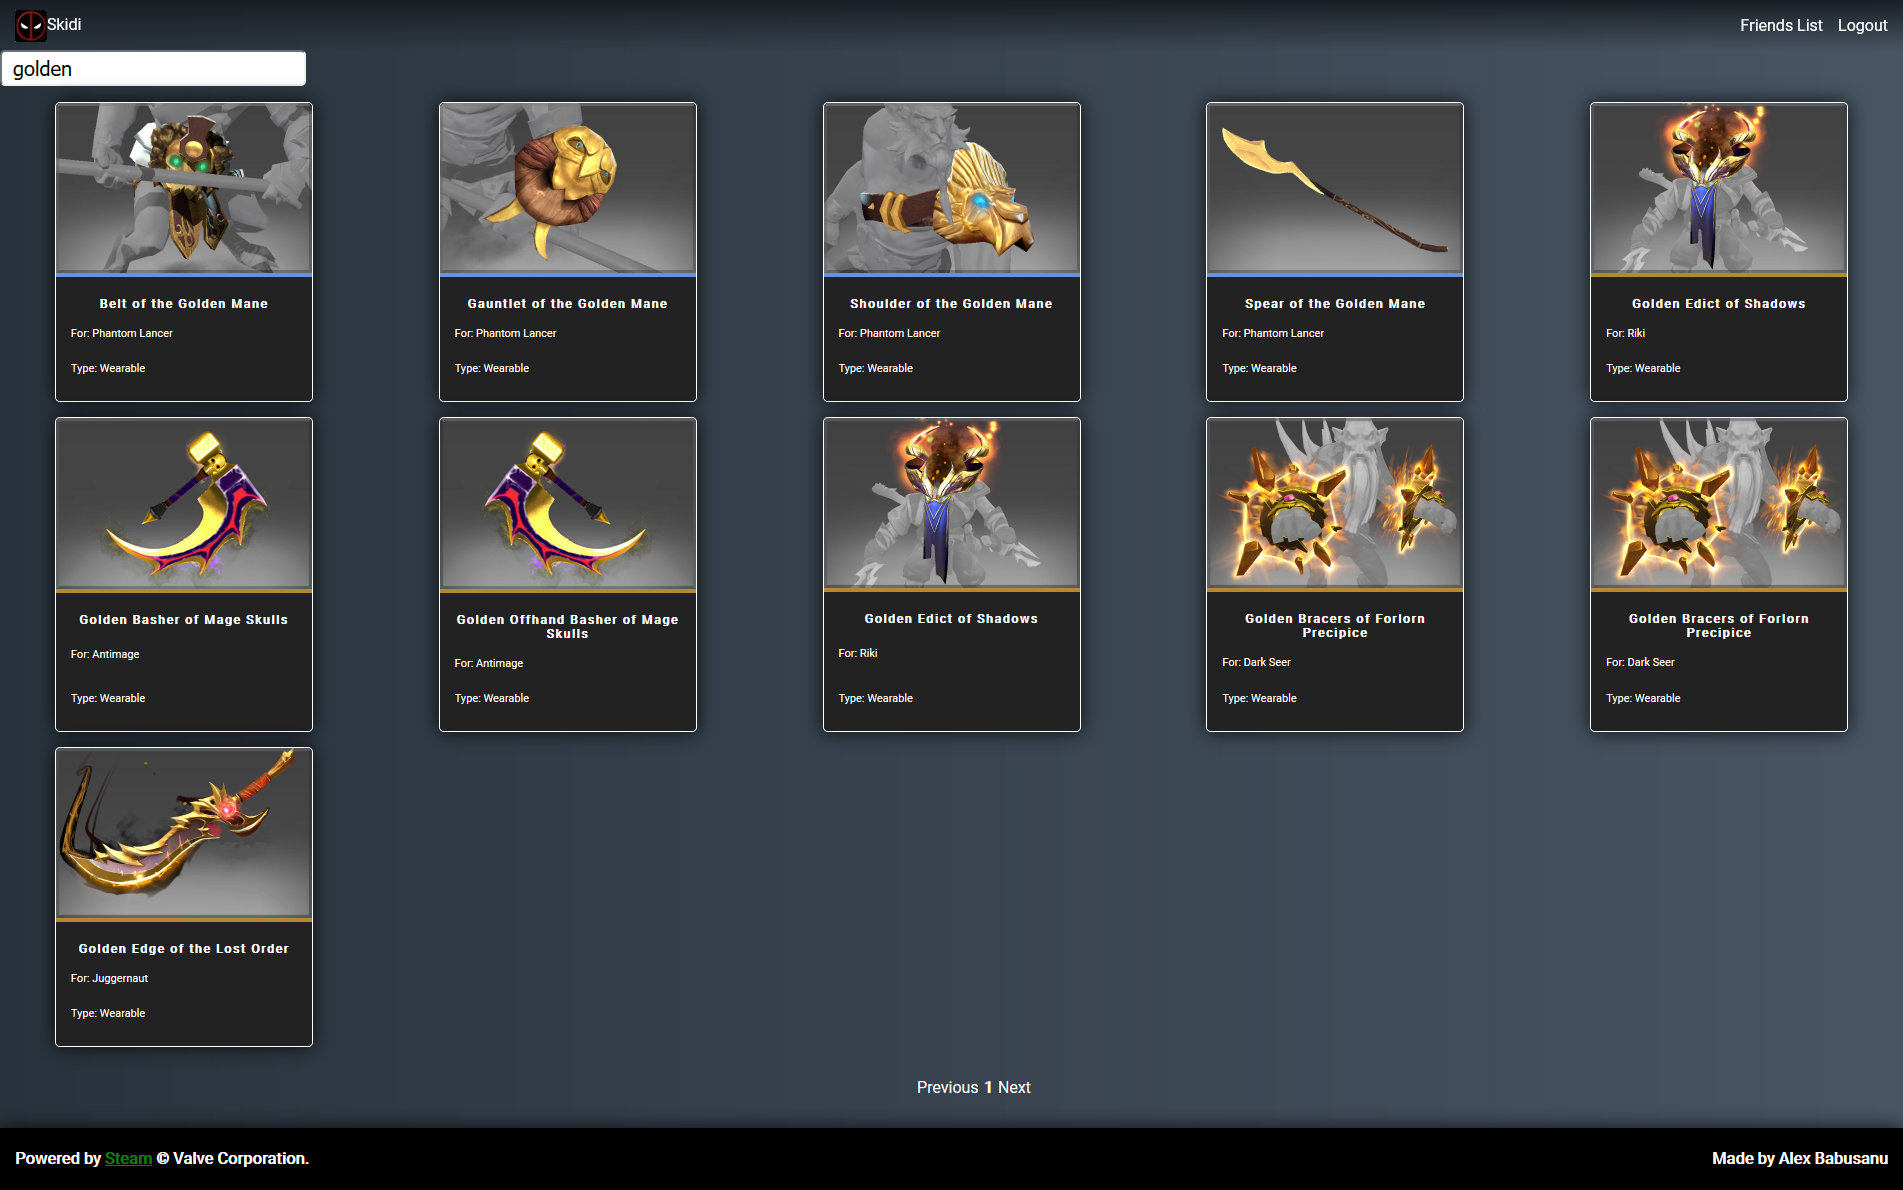 Skidi
Friends List Logout
golden
Belt of the Golden Mane
For: Phantom Lancer
Type: Wearable
Gauntlet of the Golden Mane
For: Phantom Lancer
Type: Wearable
Shoulder of the Golden Mane
For: Phantom Lancer
Type: Wearable
Spear of the Golden Mane
For: Phantom Lancer
Type: Wearable
Golden Edict of Shadows
For: Riki
Type: Wearable
Golden Basher of Mage Skulls
For: Antimage
Type: Wearable
Golden Offhand Basher of Mage
Skulls
For: Antimage
Type: Wearable
Golden Edict of Shadows
For: Riki
Type: Wearable
Golden Bracers of Forlorn
Precipice
For: Dark Seer
Type: Wearable
Golden Bracers of Forlorn
Precipice
For: Dark Seer
Type: Wearable
Golden Edge of the Lost Order
For: Juggernaut
Type: Wearable
Previous 1 Next
Powered by Steam © Valve Corporation.
Made by Alex Babusanu